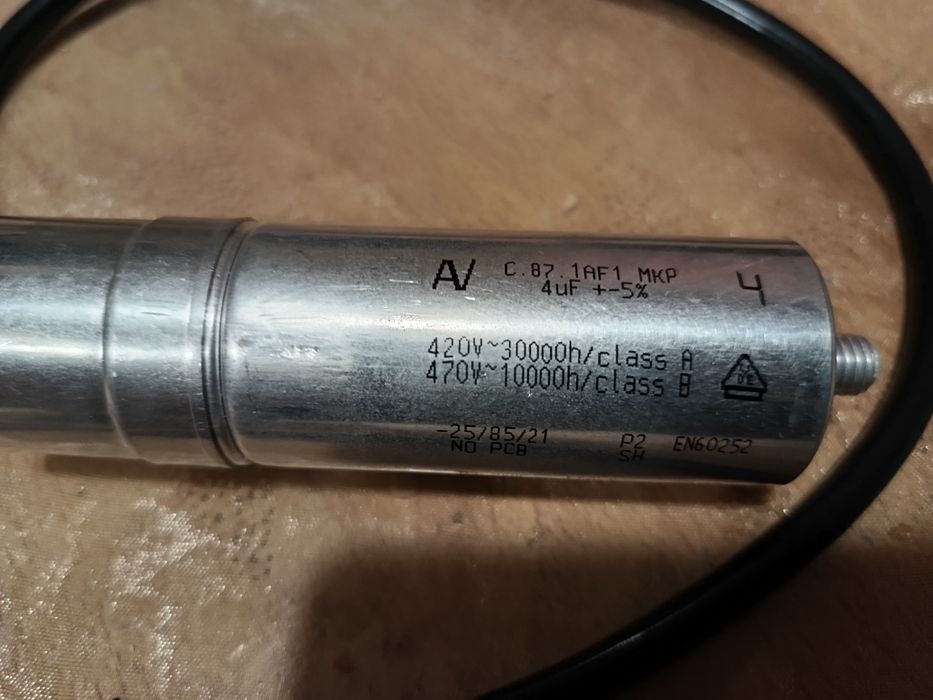 AV C.87.1AF1 MKP 4
4uF +-5%
420V~30000h/class A
470V~10000h/class B
-25/85/21 P2 EN60252
NO PCB SH